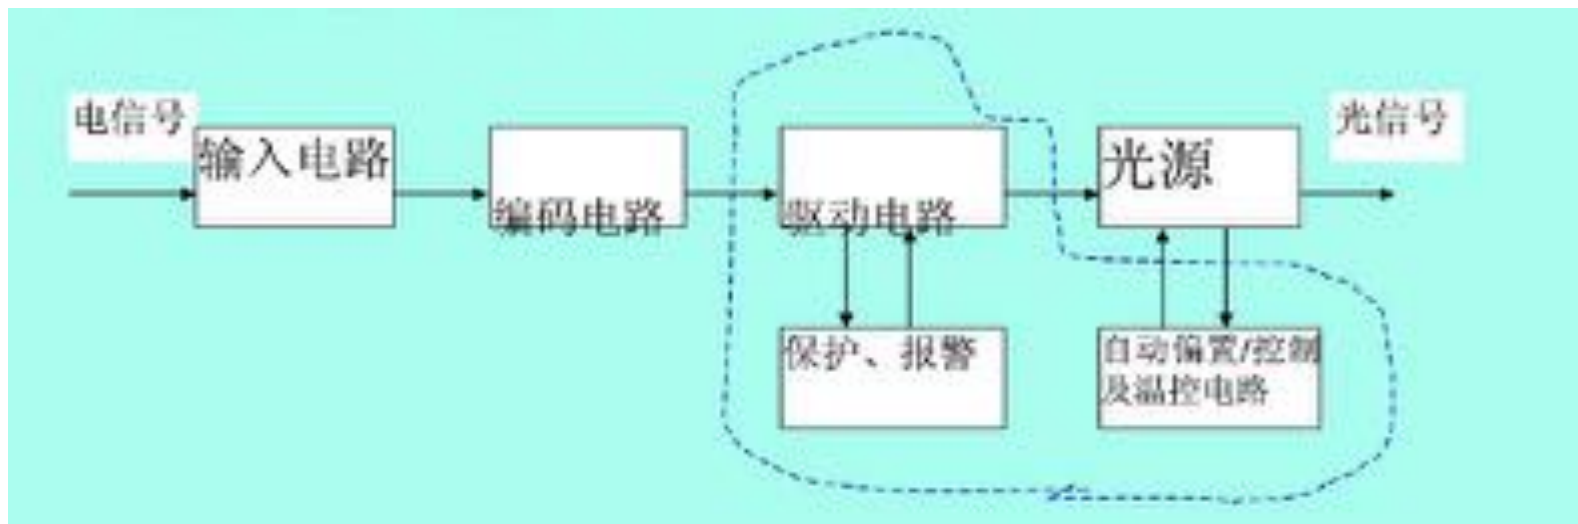 电信号
输入电路
编码电路
驱动电路
光源
光信号
保护、报警
自动偏置/控制
及温控电路